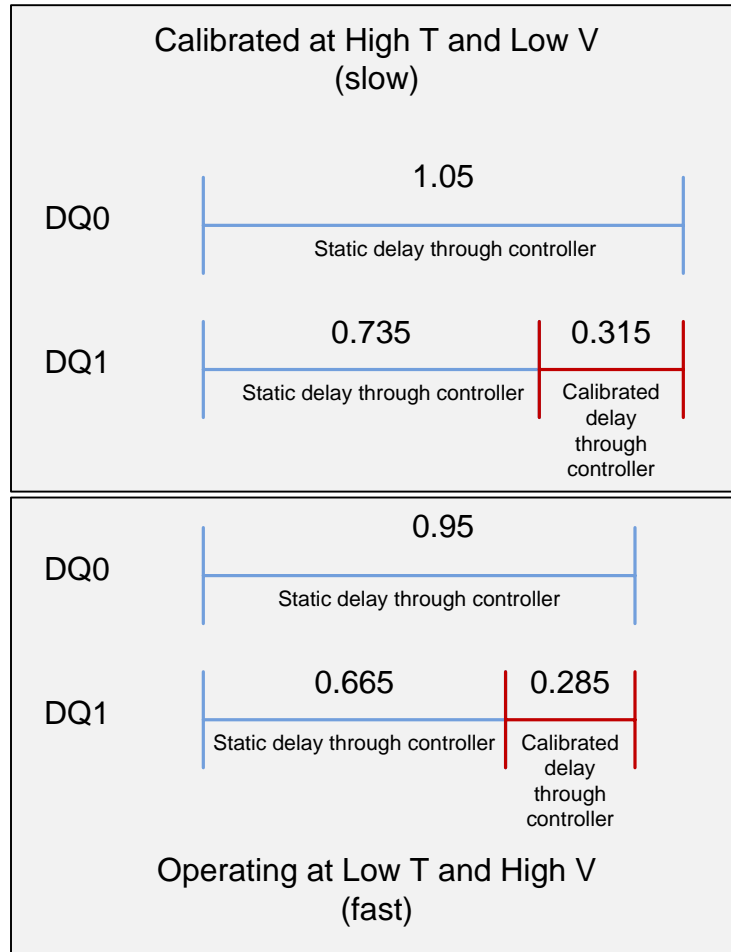 Calibrated at High T and Low V
(slow)
1.05
DQ0
Static delay through controller
0.735
0.315
DQ1
Static delay through controller
Calibrated
delay
through
controller
0.95
DQ0
Static delay through controller
0.665
0.285
DQ1
Static delay through controller
Calibrated
delay
through
controller
Operating at Low T and High V
(fast)